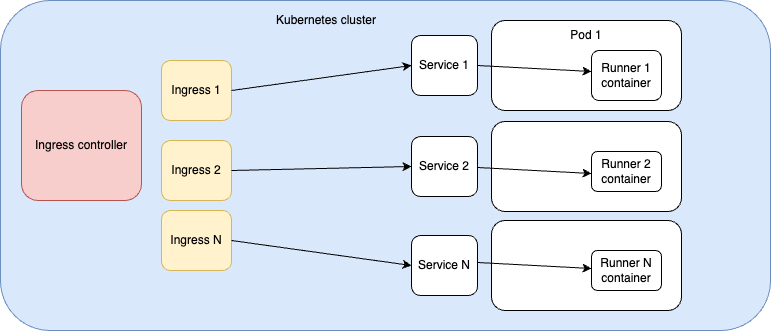 Kubernetes cluster
Ingress controller
Ingress 1
Service 1
Pod 1
Runner 1
container
Ingress 2
Service 2
Runner 2
container
Ingress N
Service N
Runner N
container